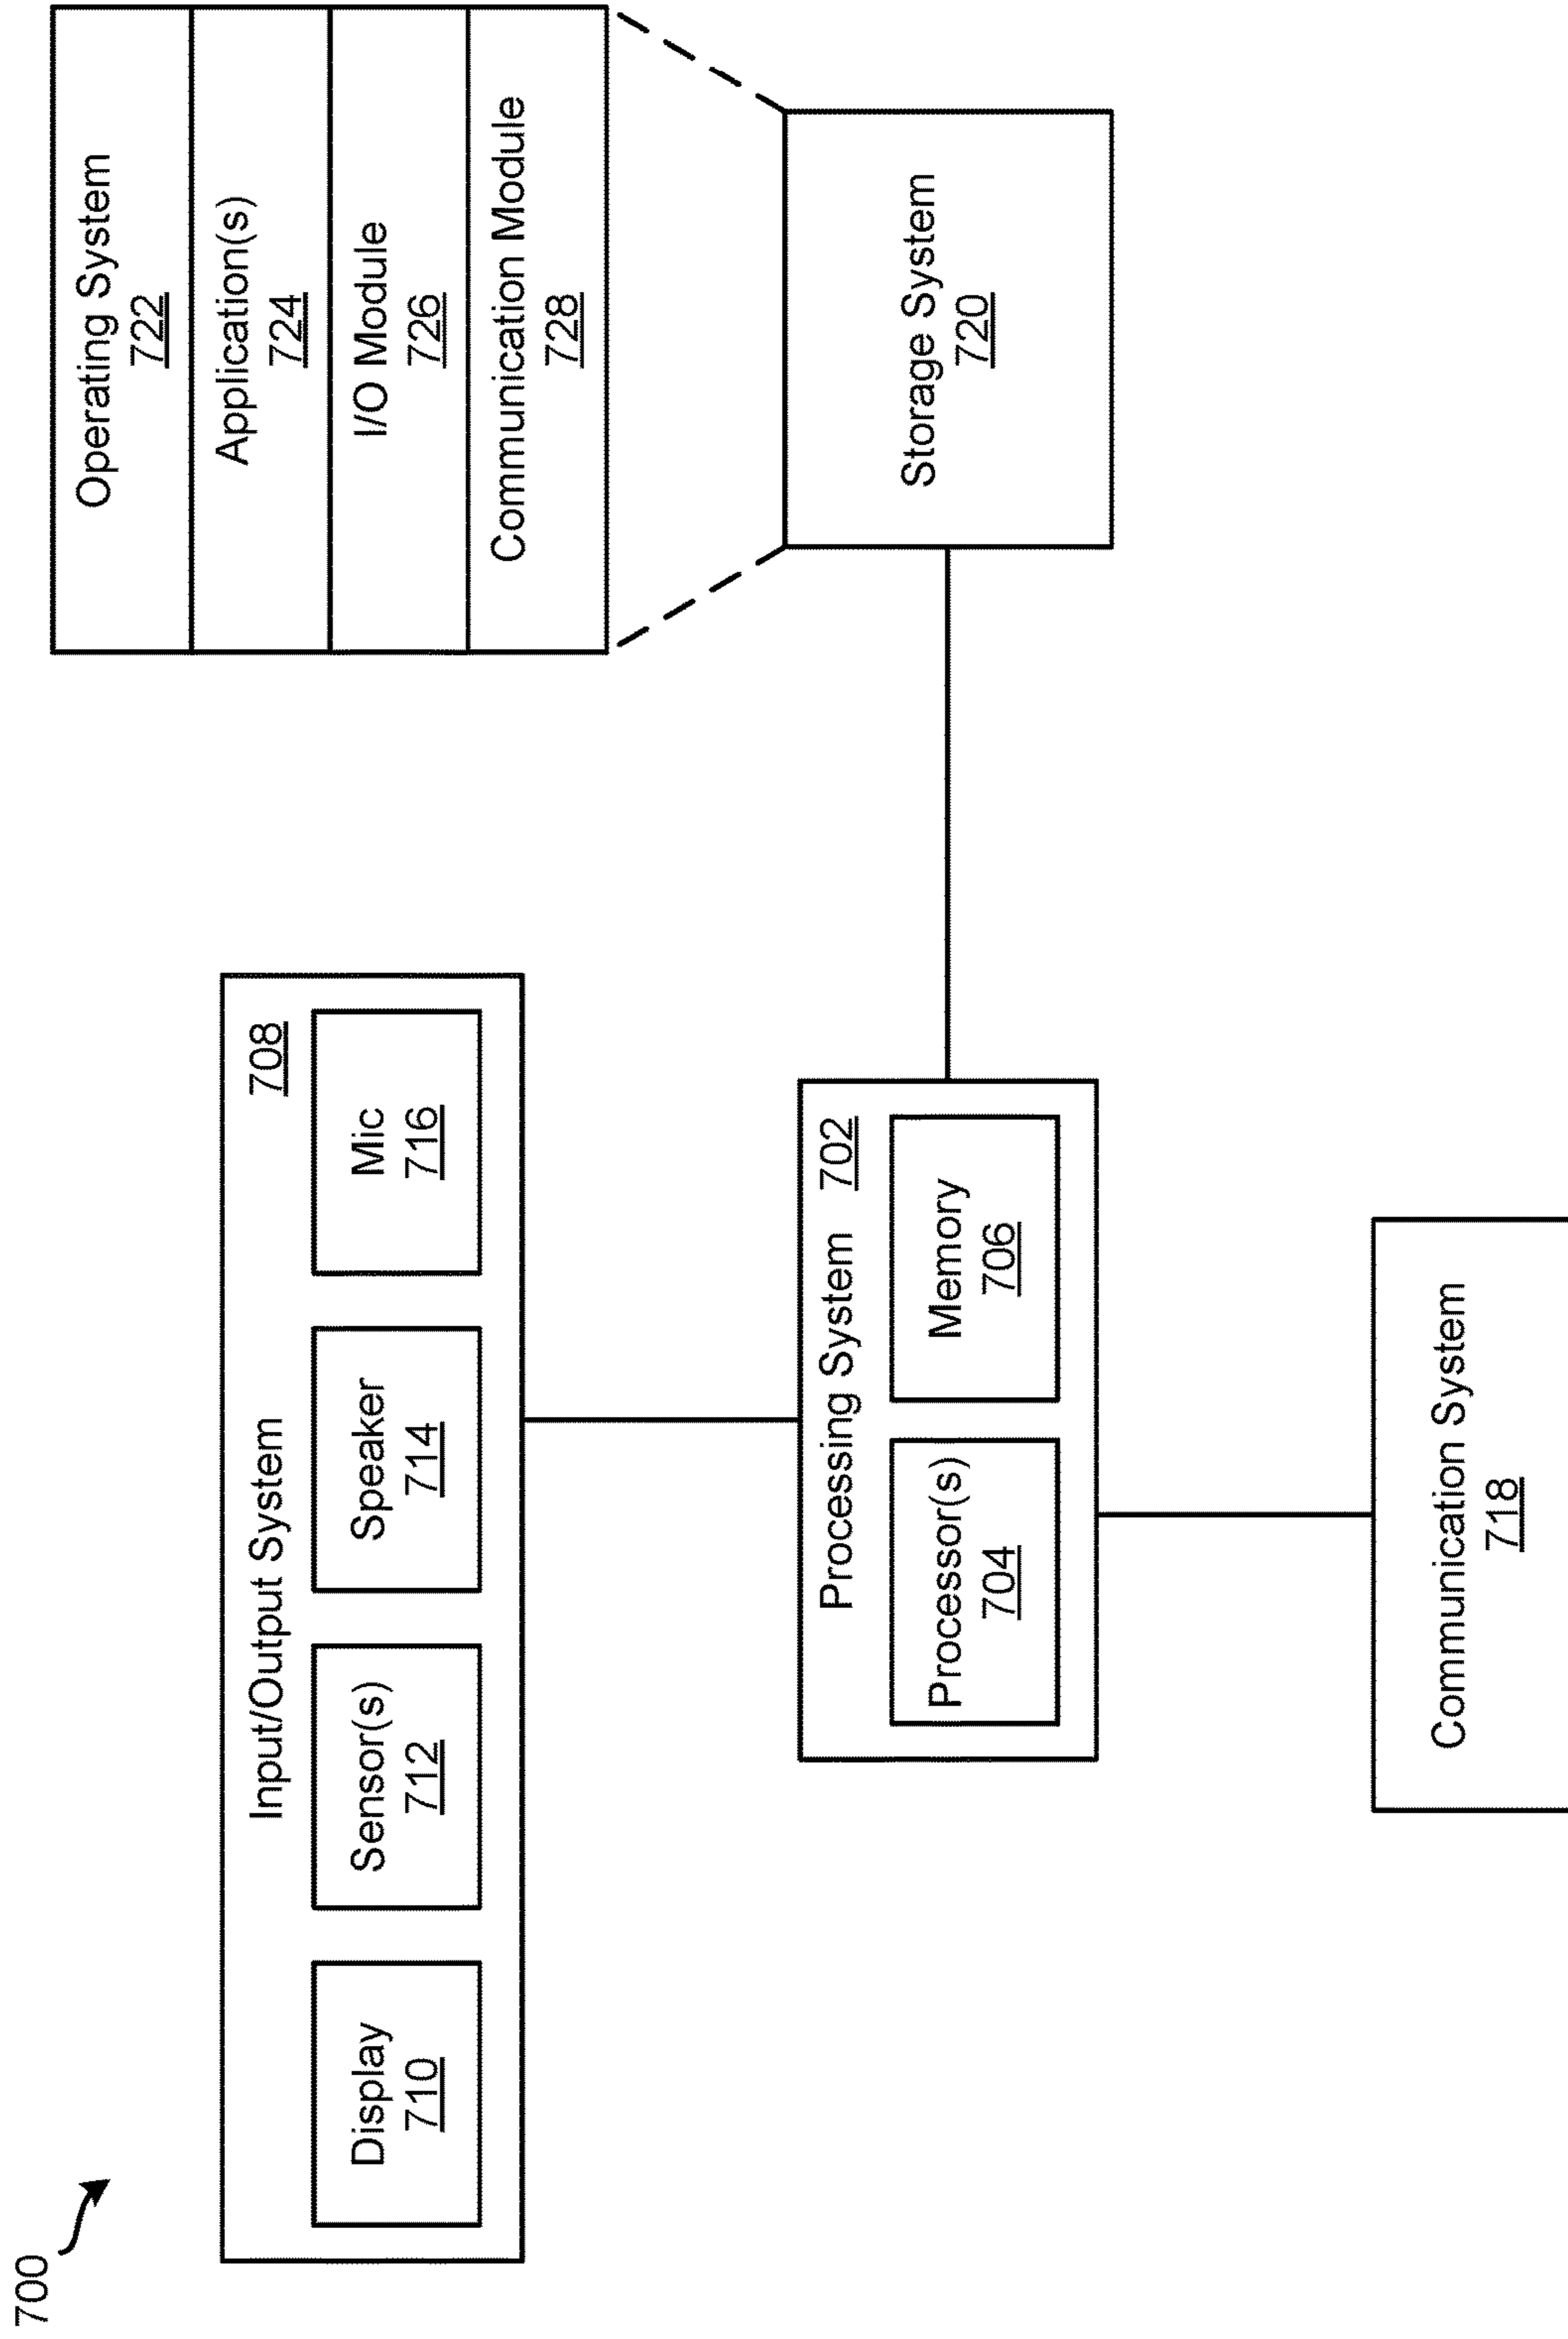 700
Input/Output System
708
Display
710
Sensor(s)
712
Speaker
714
Mic
716
Operating System
722
Application(s)
724
I/O Module
726
Communication Module
728
Processing System
702
Processor(s)
704
Memory
706
Storage System
720
Communication System
718